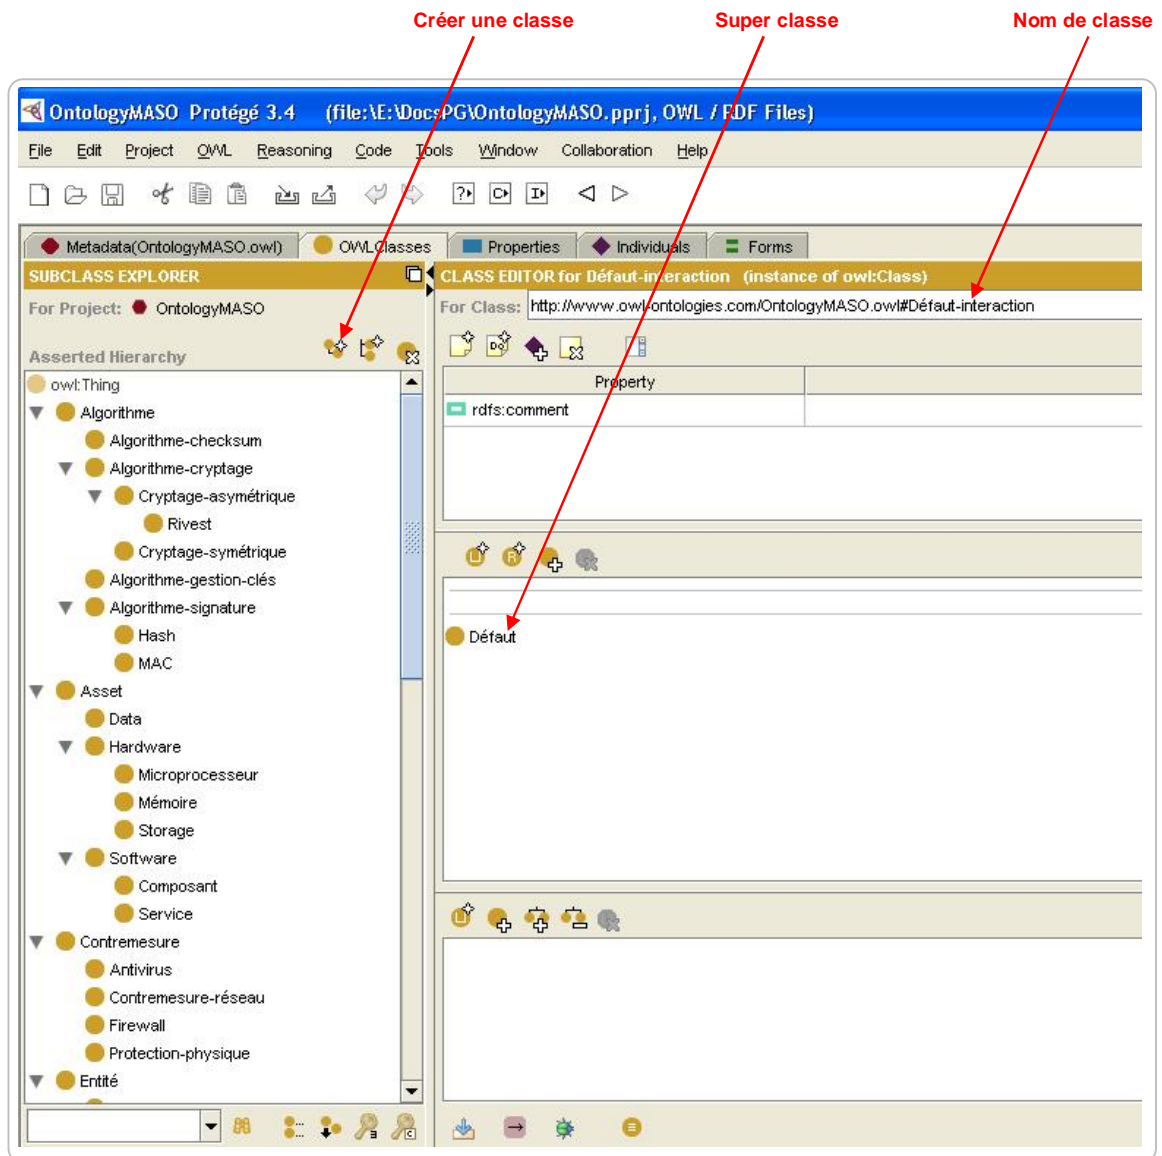 Créer une classe
Super classe
Nom de classe
OntologyMASO Protégé 3.4 (file:\E:\DocsPG\OntologyMASO.pprj, OWL / RDF Files)
File Edit Project OWL Reasoning Code Tools Window Collaboration Help
Metadata(OntologyMASO.owl) OWLClasses Properties Individuals Forms
SUBCLASS EXPLORER
CLASS EDITOR for Défaut-interaction (instance of owl:Class)
For Project: OntologyMASO
For Class: http://www.owl-ontologies.com/OntologyMASO.owl#Défaut-interaction
Asserted Hierarchy
Property
rdfs:comment
owl:Thing
Algorithme
Algorithme-checksum
Algorithme-cryptage
Cryptage-asymétrique
Rivest
Cryptage-symétrique
Algorithme-gestion-clés
Algorithme-signature
Hash
MAC
Asset
Data
Hardware
Microprocesseur
Mémoire
Storage
Software
Composant
Service
Contremesure
Antivirus
Contremesure-réseau
Firewall
Protection-physique
Entité
Défaut